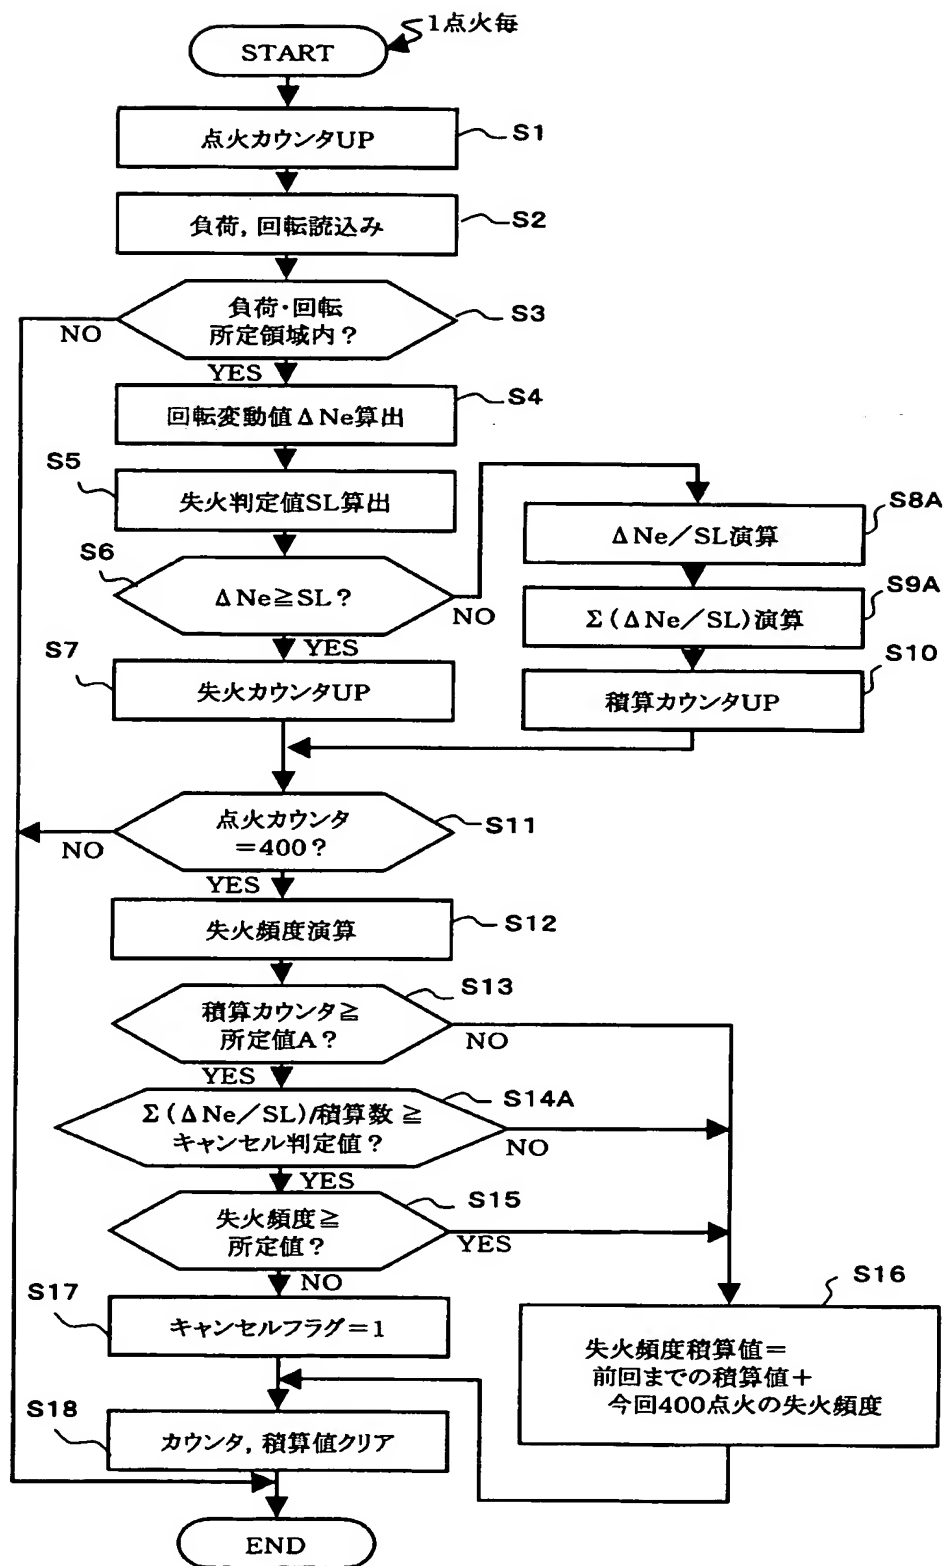 1点火毎
START
点火カウンタUP
S1
負荷,回転読込み
S2
負荷・回転
所定領域内?
S3
NO
YES
回転変動値ΔNe算出
S4
S5
失火判定値SL算出
S6
ΔNe≧SL?
NO
YES
ΔNe/SL演算
S8A
Σ(ΔNe/SL)演算
S9A
積算カウンタUP
S10
S7
失火カウンタUP
点火カウンタ
=400?
S11
NO
YES
失火頻度演算
S12
積算カウンタ≧
所定値A?
S13
NO
YES
Σ(ΔNe/SL)/積算数≧
キャンセル判定値?
S14A
NO
YES
失火頻度≧
所定値?
S15
YES
NO
S17
キャンセルフラグ=1
S16
失火頻度積算値=
前回までの積算値+
今回400点火の失火頻度
S18
カウンタ,積算値クリア
END